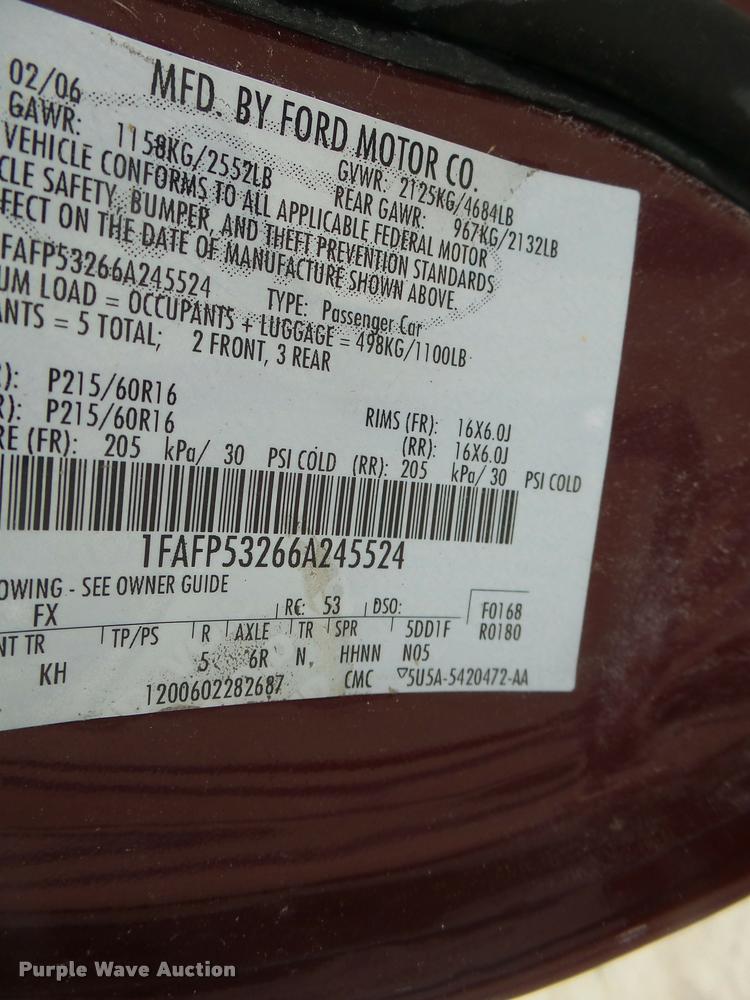 02/06 MFD. BY FORD MOTOR CO.
GAWR: 1158KG/2552LB GVWR: 2125KG/4684LB
REAR GAWR: 967KG/2132LB
VEHICLE CONFORMS TO ALL APPLICABLE FEDERAL MOTOR
CLE SAFETY, BUMPER, AND THEFT PREVENTION STANDARDS
FECT ON THE DATE OF MANUFACTURE SHOWN ABOVE.
FAFP53266A245524 TYPE: Passenger Car
UM LOAD = OCCUPANTS + LUGGAGE = 498KG/1100LB
ANTS = 5 TOTAL; 2 FRONT, 3 REAR
): P215/60R16 RIMS (FR): 16X6.0J
R): P215/60R16 (RR): 16X6.0J
RE (FR): 205 kPa/ 30 PSI COLD (RR): 205 kPa/ 30 PSI COLD
1FAFP53266A245524
OWING - SEE OWNER GUIDE
FX RC: 53 DSO: F0168
NT TR TP/PS R AXLE TR SPR 5DD1F R0180
KH 5 6R N HHNN N05
1200602282687 CMC 5U5A-5420472-AA
Purple Wave Auction